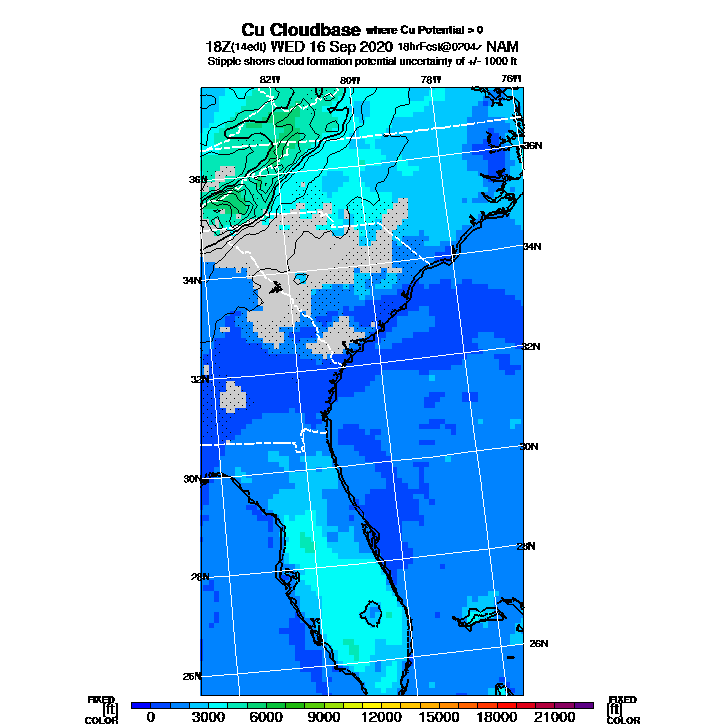 Cu Cloudbase where Cu Potential > 0
18Z(14edt) WED 16 Sep 2020 18hrFcst@0704z NAM
Stipple shows cloud formation potential uncertainty of +/- 1000 ft
82W 80W 78W 76W
36N
36N
34N
34N
32N
32N
30N
30N
28N
28N
26N
26N
FIXED FIXED
[ft] [ft]
COLOR COLOR
0 3000 6000 9000 12000 15000 18000 21000